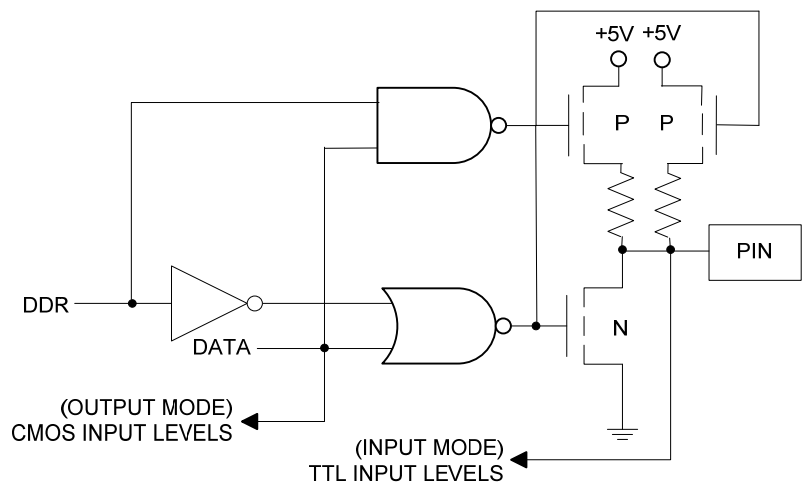 +5V +5V
P P
PIN
DDR
N
DATA
(OUTPUT MODE)
CMOS INPUT LEVELS
(INPUT MODE)
TTL INPUT LEVELS